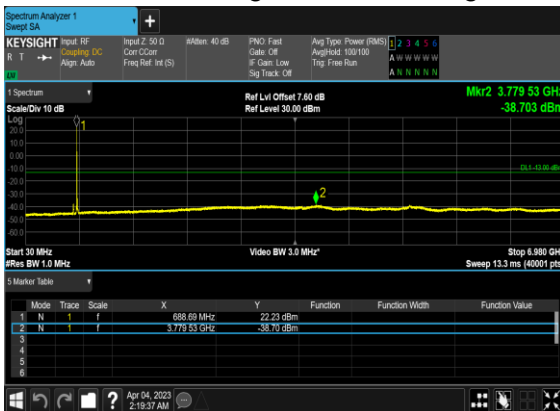 Spectrum Analyzer 1
Swept SA
+
KEYSIGHT
R T
LV
Input: RF
Coupling: DC
Align: Auto
Input Z: 50 Ω
Corr CCorr
Freq Ref: Int (S)
#Atten: 40 dB
PNO: Fast
Gate: Off
IF Gain: Low
Sig Track: Off
Avg Type: Power (RMS)
Avg|Hold: 100/100
Trig: Free Run
1 2 3 4 5 6
A W W W W W
A N N N N N
1 Spectrum
Scale/Div 10 dB
Log
Ref Lvl Offset 7.60 dB
Ref Level 30.00 dBm
Mkr2 3.779 53 GHz
-38.703 dBm
20.0
10.0
0.00
-10.0
-20.0
-30.0
-40.0
-50.0
-60.0
1
2
DL1 -13.00 dBm
Start 30 MHz
#Res BW 1.0 MHz
Video BW 3.0 MHz*
Stop 6.980 GHz
Sweep 13.3 ms (40001 pts)
5 Marker Table
Mode Trace Scale X Y Function Function Width Function Value
1 N 1 f 688.69 MHz 22.23 dBm
2 N 1 f 3.779 53 GHz -38.70 dBm
3
4
5
6
?
Apr 04, 2023
2:19:37 AM